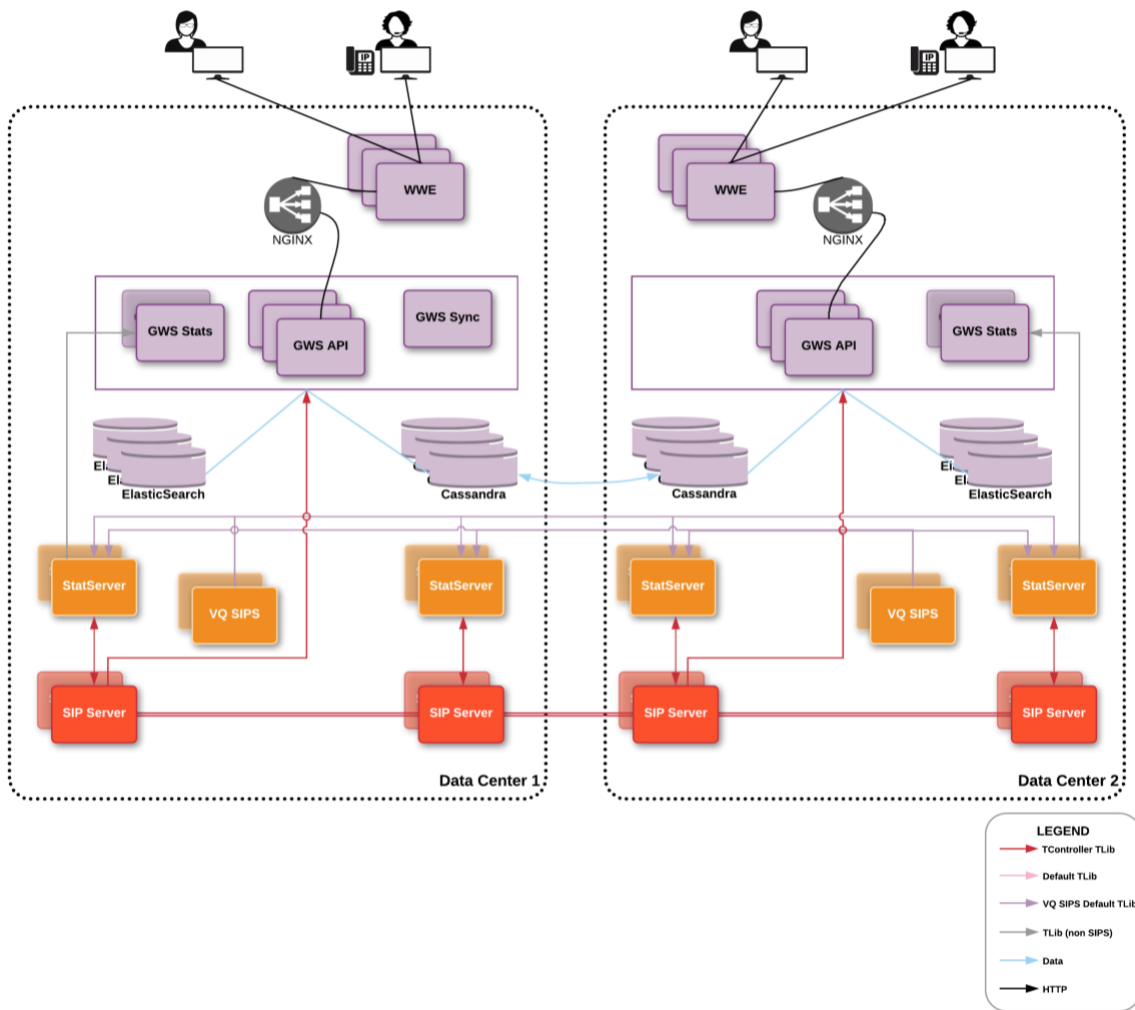 IP
IP
WWE
WWE
NGINX
NGINX
GWS Stats
GWS API
GWS Sync
GWS API
GWS Stats
ElasticSearch
Cassandra
Cassandra
ElasticSearch
StatServer
VQ SIPS
StatServer
StatServer
VQ SIPS
StatServer
SIP Server
SIP Server
SIP Server
SIP Server
Data Center 1
Data Center 2
LEGEND
TController TLib
Default TLib
VQ SIPS Default TLib
TLib (non SIPS)
Data
HTTP